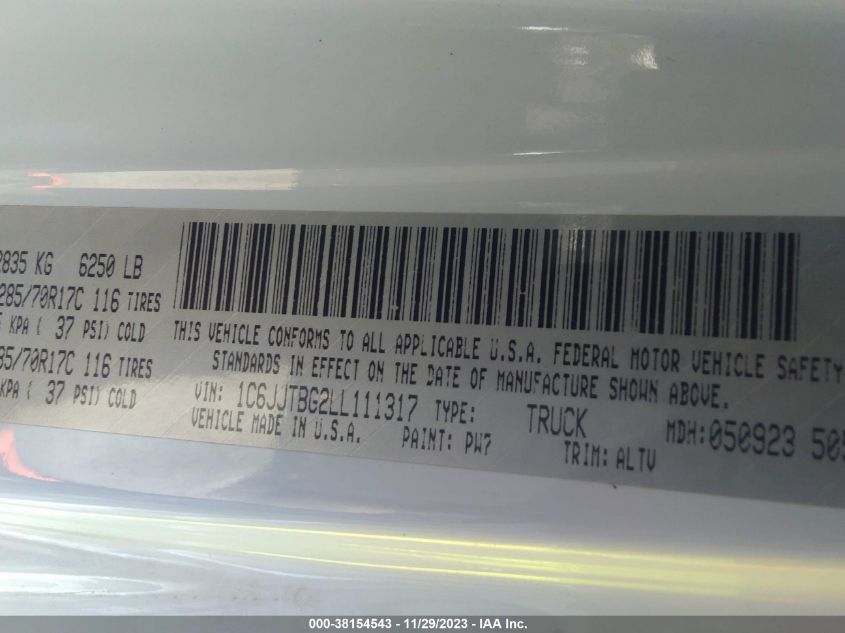 2835 KG 6250 LB
285/70R17C 116 TIRES
KPA ( 37 PSI) COLD
85/70R17C 116 TIRES
KPA ( 37 PSI) COLD
THIS VEHICLE CONFORMS TO ALL APPLICABLE U.S.A. FEDERAL MOTOR VEHICLE SAFETY
STANDARDS IN EFFECT ON THE DATE OF MANUFACTURE SHOWN ABOVE.
VIN: 1C6JJTBG2LL111317 TYPE: TRUCK MDH:050923 505
VEHICLE MADE IN U.S.A. PAINT: PW7 TRIM: ALTV
000-38154543 - 11/29/2023 - IAA Inc.